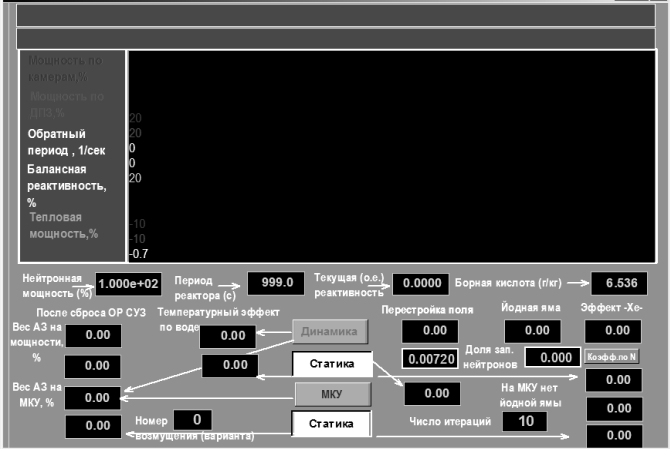 Мощность по
камерам,%
Мощность по
ДПЗ,%
20
20
Обратный
период , 1/сек
0
Балансная
реактивность,
%
0
20
Тепловая
мощность,%
-10
-10
-0.7
Нейтронная
мощность (%)
1.000e+02
Период
реактора (с)
999.0
Текущая (о.е.)
реактивность
0.0000
Борная кислота (г/кг)
6.536
После сброса ОР СУЗ
Температурный эффект
по воде
Перестройка поля
Йодная яма
Эффект -Xe-
Вес АЗ на
мощности,
%
0.00
0.00
Динамика
0.00
0.00
0.00
0.00
0.00
Статика
0.00720
Доля зап.
нейтронов
0.000
Коэфф.по N
0.00
Вес АЗ на
МКУ, %
0.00
МКУ
0.00
На МКУ нет
йодной ямы
0.00
0.00
Номер
возмущения (варианта)
0
Статика
Число итераций
10
0.00